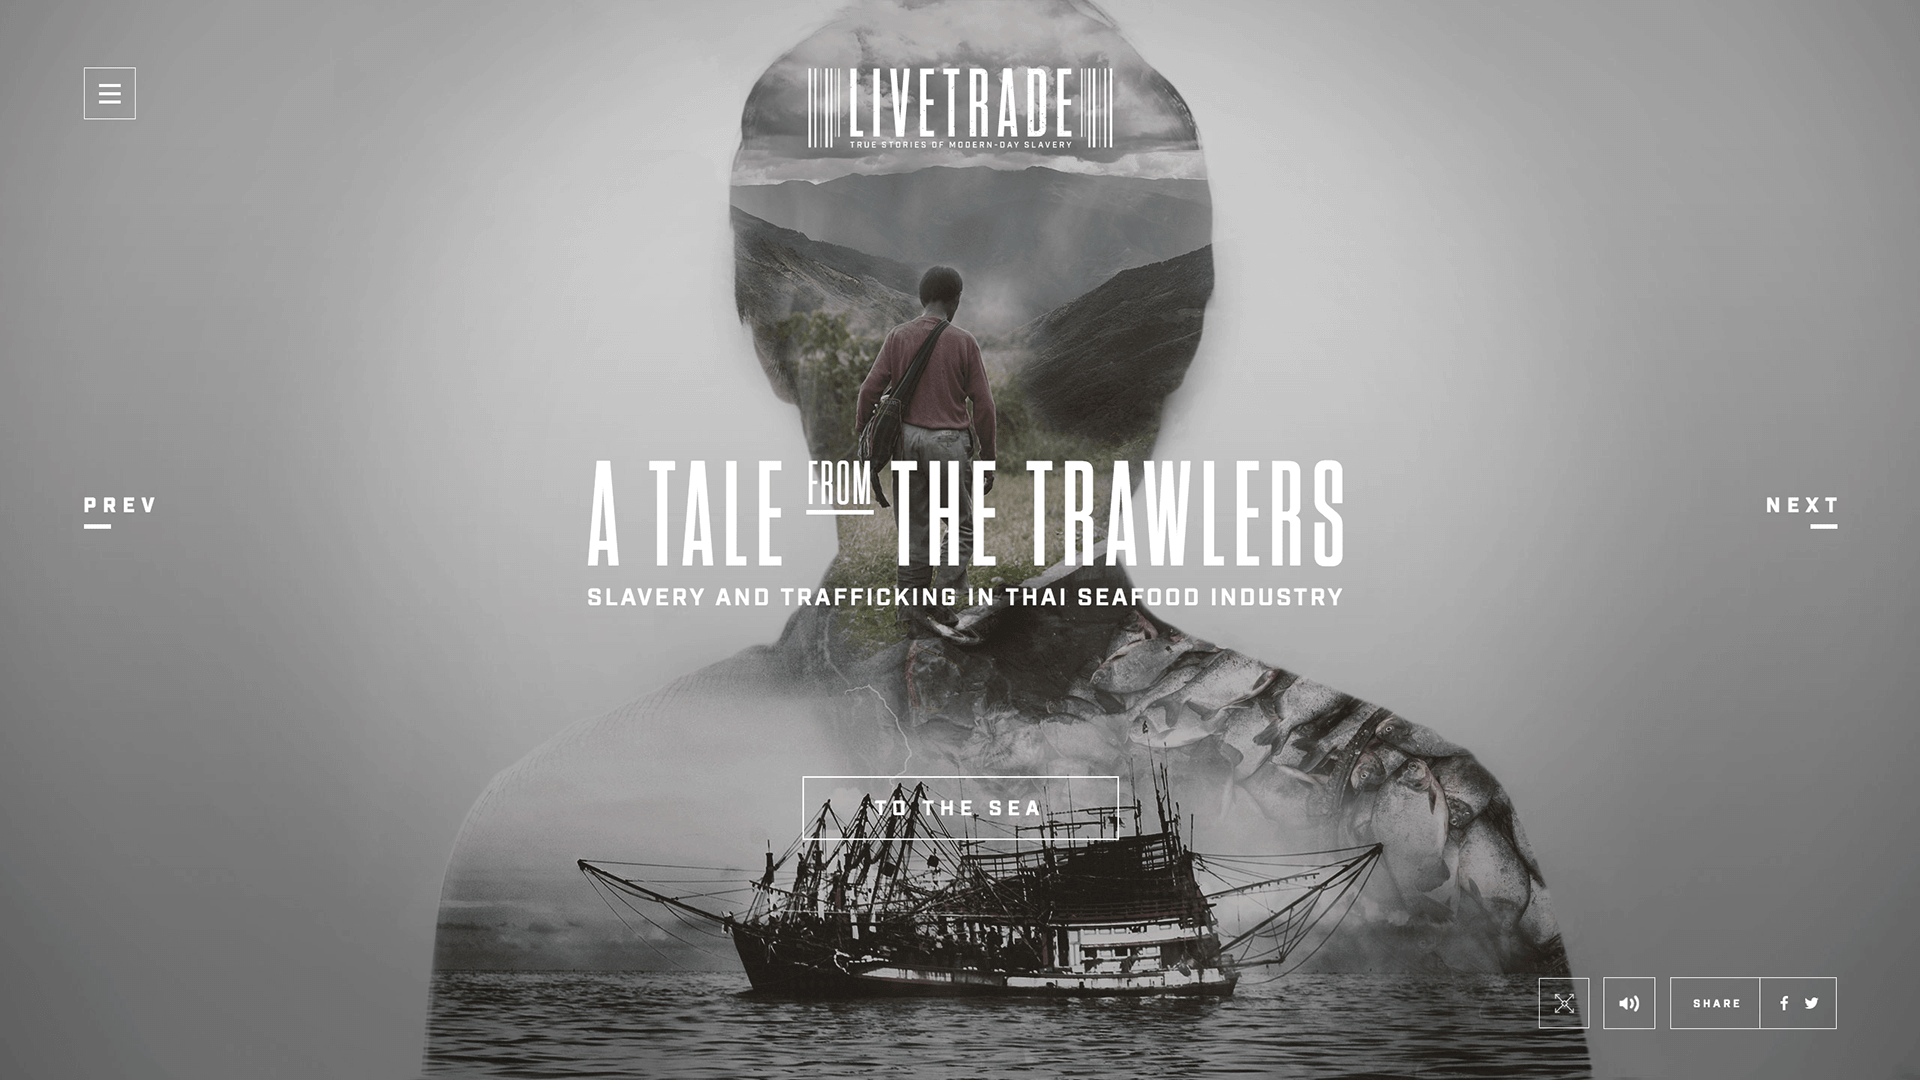 LIVETRADE
TRUE STORIES OF MODERN-DAY SLAVERY
PREV
A TALE FROM THE TRAWLERS
NEXT
SLAVERY AND TRAFFICKING IN THAI SEAFOOD INDUSTRY
TO THE SEA
SHARE